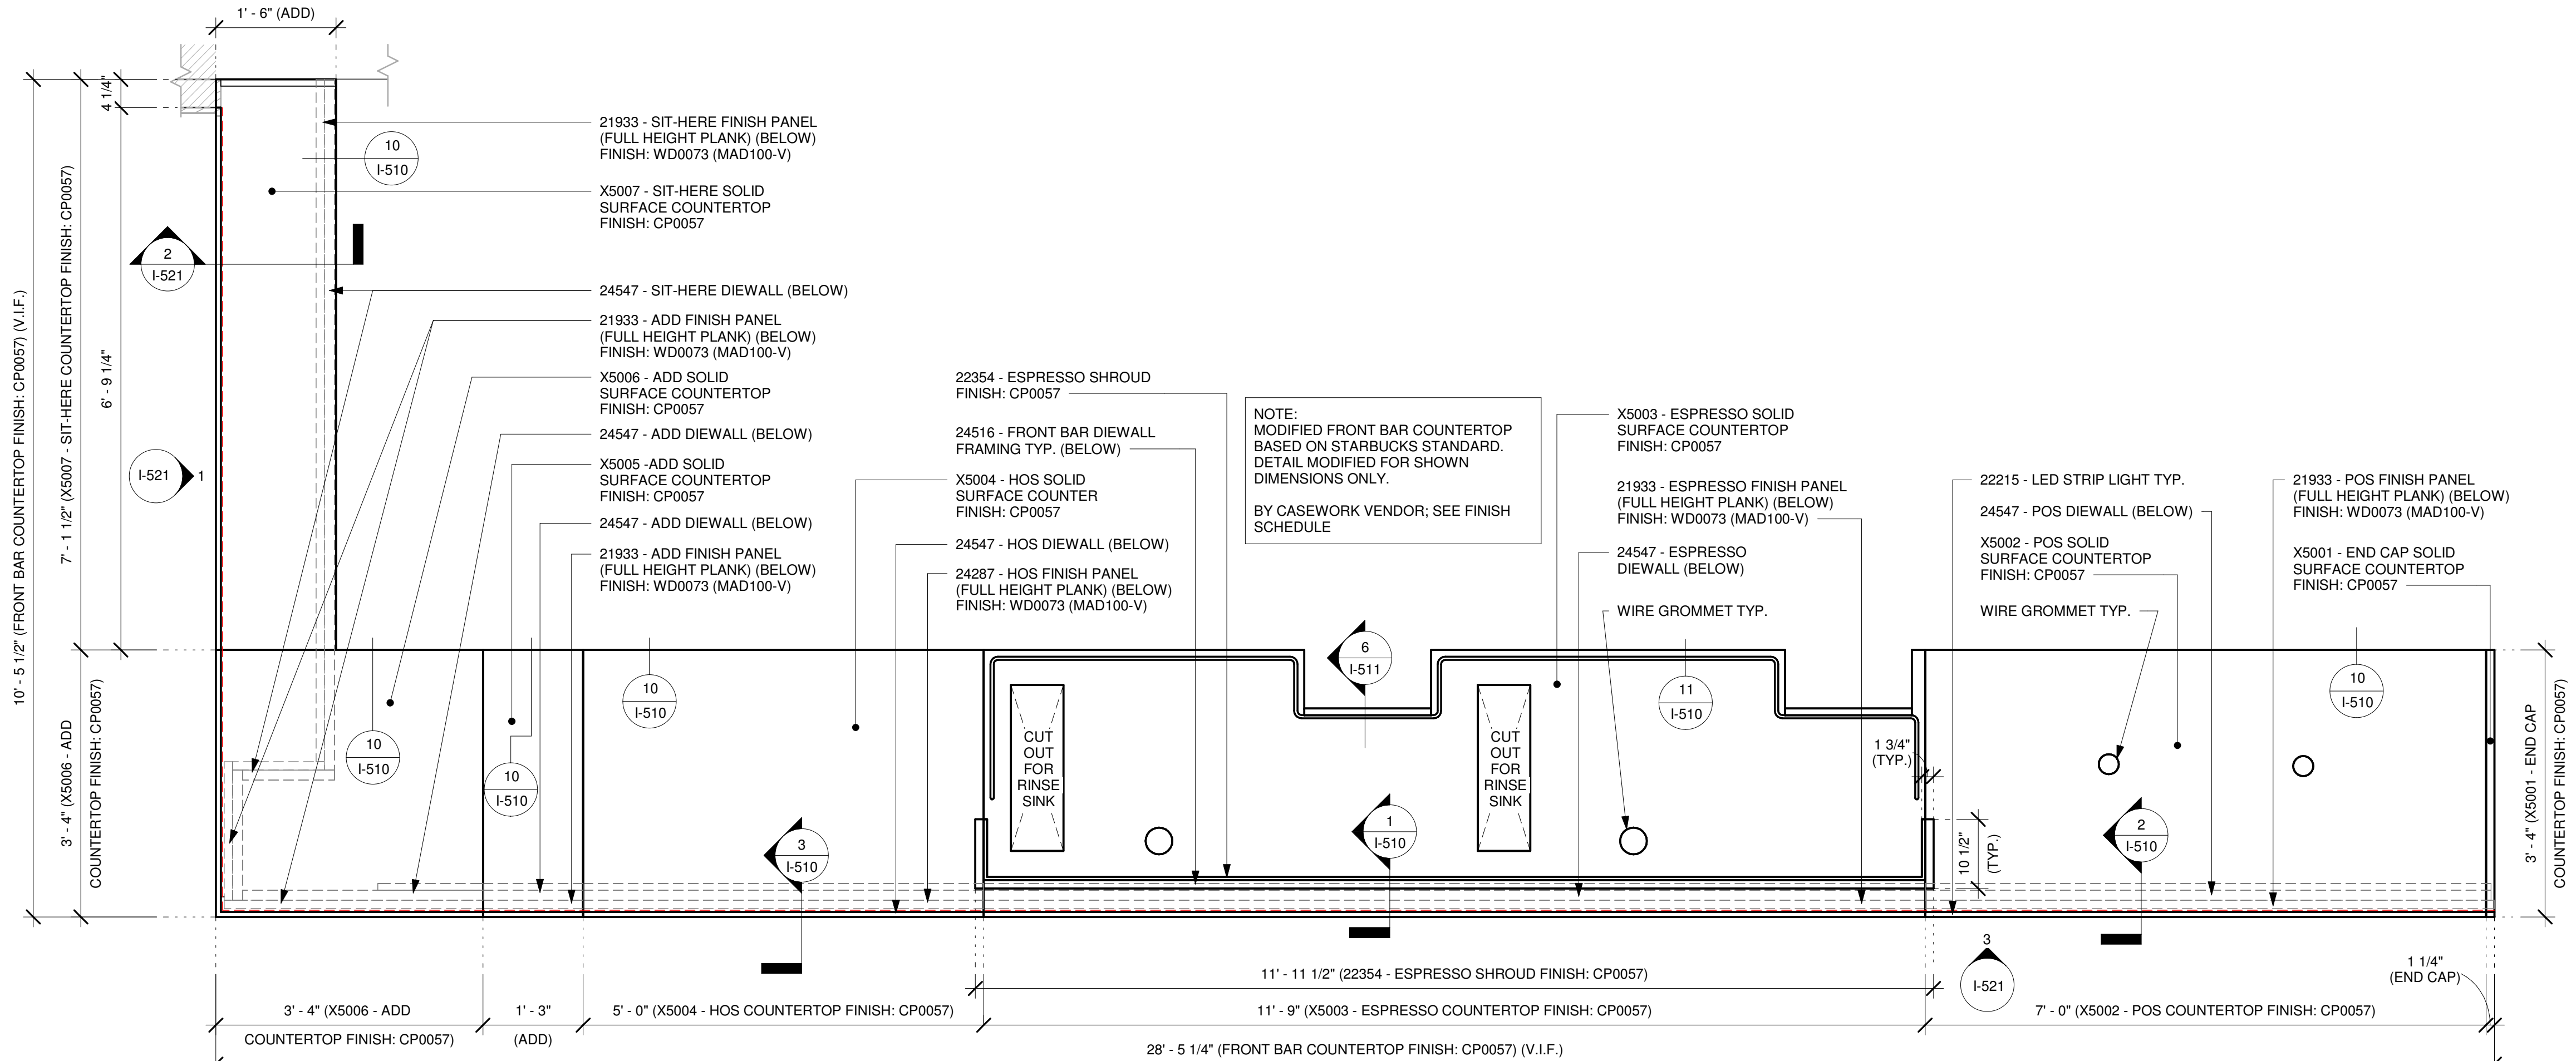 1' - 6" (ADD)
10' - 5 1/2" (FRONT BAR COUNTERTOP FINISH: CP0057) (V.I.F.)
7' - 1 1/2" (X5007 - SIT-HERE COUNTERTOP FINISH: CP0057)
4 1/4"
6' - 9 1/4"
3' - 4" (X5006 - ADD
COUNTERTOP FINISH: CP0057)
10
I-510
2
I-521
I-521
1
21933 - SIT-HERE FINISH PANEL
(FULL HEIGHT PLANK) (BELOW)
FINISH: WD0073 (MAD100-V)
X5007 - SIT-HERE SOLID
SURFACE COUNTERTOP
FINISH: CP0057
24547 - SIT-HERE DIEWALL (BELOW)
21933 - ADD FINISH PANEL
(FULL HEIGHT PLANK) (BELOW)
FINISH: WD0073 (MAD100-V)
X5006 - ADD SOLID
SURFACE COUNTERTOP
FINISH: CP0057
24547 - ADD DIEWALL (BELOW)
X5005 -ADD SOLID
SURFACE COUNTERTOP
FINISH: CP0057
24547 - ADD DIEWALL (BELOW)
21933 - ADD FINISH PANEL
(FULL HEIGHT PLANK) (BELOW)
FINISH: WD0073 (MAD100-V)
22354 - ESPRESSO SHROUD
FINISH: CP0057
24516 - FRONT BAR DIEWALL
FRAMING TYP. (BELOW)
X5004 - HOS SOLID
SURFACE COUNTER
FINISH: CP0057
24547 - HOS DIEWALL (BELOW)
24287 - HOS FINISH PANEL
(FULL HEIGHT PLANK) (BELOW)
FINISH: WD0073 (MAD100-V)
NOTE:
MODIFIED FRONT BAR COUNTERTOP
BASED ON STARBUCKS STANDARD.
DETAIL MODIFIED FOR SHOWN
DIMENSIONS ONLY.
BY CASEWORK VENDOR; SEE FINISH
SCHEDULE
X5003 - ESPRESSO SOLID
SURFACE COUNTERTOP
FINISH: CP0057
21933 - ESPRESSO FINISH PANEL
(FULL HEIGHT PLANK) (BELOW)
FINISH: WD0073 (MAD100-V)
24547 - ESPRESSO
DIEWALL (BELOW)
WIRE GROMMET TYP.
22215 - LED STRIP LIGHT TYP.
24547 - POS DIEWALL (BELOW)
X5002 - POS SOLID
SURFACE COUNTERTOP
FINISH: CP0057
WIRE GROMMET TYP.
21933 - POS FINISH PANEL
(FULL HEIGHT PLANK) (BELOW)
FINISH: WD0073 (MAD100-V)
X5001 - END CAP SOLID
SURFACE COUNTERTOP
FINISH: CP0057
10
I-510
10
I-510
10
I-510
3
I-510
CUT
OUT
FOR
RINSE
SINK
6
I-511
1
I-510
CUT
OUT
FOR
RINSE
SINK
11
I-510
1 3/4"
(TYP.)
10 1/2"
(TYP.)
2
I-510
10
I-510
3' - 4" (X5001 - END CAP
COUNTERTOP FINISH: CP0057)
3
I-521
1 1/4"
(END CAP)
11' - 11 1/2" (22354 - ESPRESSO SHROUD FINISH: CP0057)
3' - 4" (X5006 - ADD
COUNTERTOP FINISH: CP0057)
1' - 3"
(ADD)
5' - 0" (X5004 - HOS COUNTERTOP FINISH: CP0057)
11' - 9" (X5003 - ESPRESSO COUNTERTOP FINISH: CP0057)
7' - 0" (X5002 - POS COUNTERTOP FINISH: CP0057)
28' - 5 1/4" (FRONT BAR COUNTERTOP FINISH: CP0057) (V.I.F.)